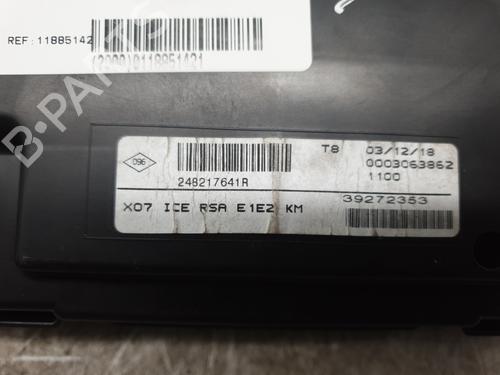 REF: 11885142
T8 03/12/18
096
0003063862
248217641R
1100
X07 ICE RSA E1E2 KM
39272353
B-PARTS